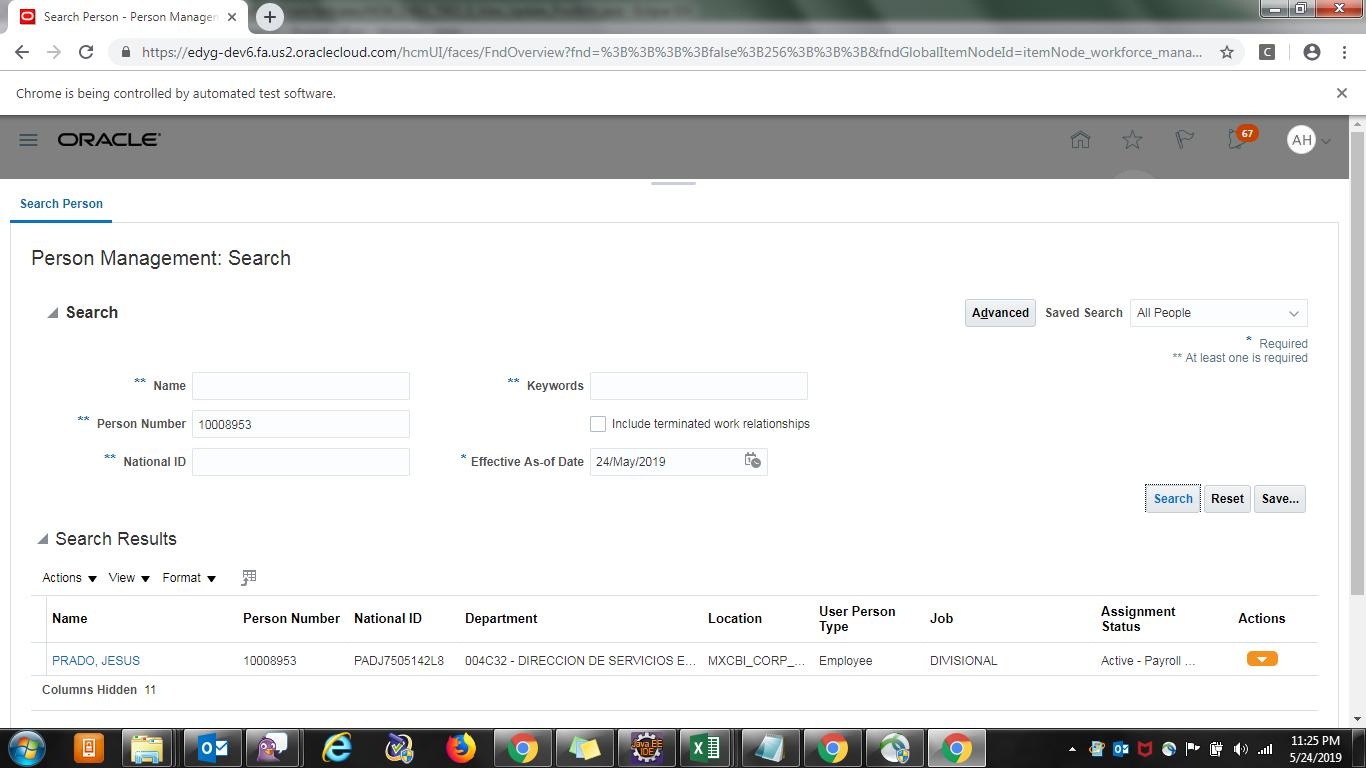 Search Person - Person Managen
https://edyg-dev6.fa.us2.oraclecloud.com/hcmUI/faces/FndOverview?fnd=%3B%3B%3B%3Bfalse%3B256%3B%3B%3B&fndGlobalItemNodeId=itemNode_workforce_mana...
C
Chrome is being controlled by automated test software.
ORACLE
67
AH
Search Person
Person Management: Search
Search
Advanced Saved Search All People
* Required
** At least one is required
** Name
** Keywords
** Person Number 10008953
Include terminated work relationships
** National ID
* Effective As-of Date 24/May/2019
Search Reset Save...
Search Results
Actions View Format
Name Person Number National ID Department Location User Person Type Job Assignment Status Actions
PRADO, JESUS 10008953 PADJ7505142L8 004C32 - DIRECCION DE SERVICIOS E... MXCBI_CORP_... Employee DIVISIONAL Active - Payroll ...
Columns Hidden 11
Java EE
IDE
11:25 PM
5/24/2019